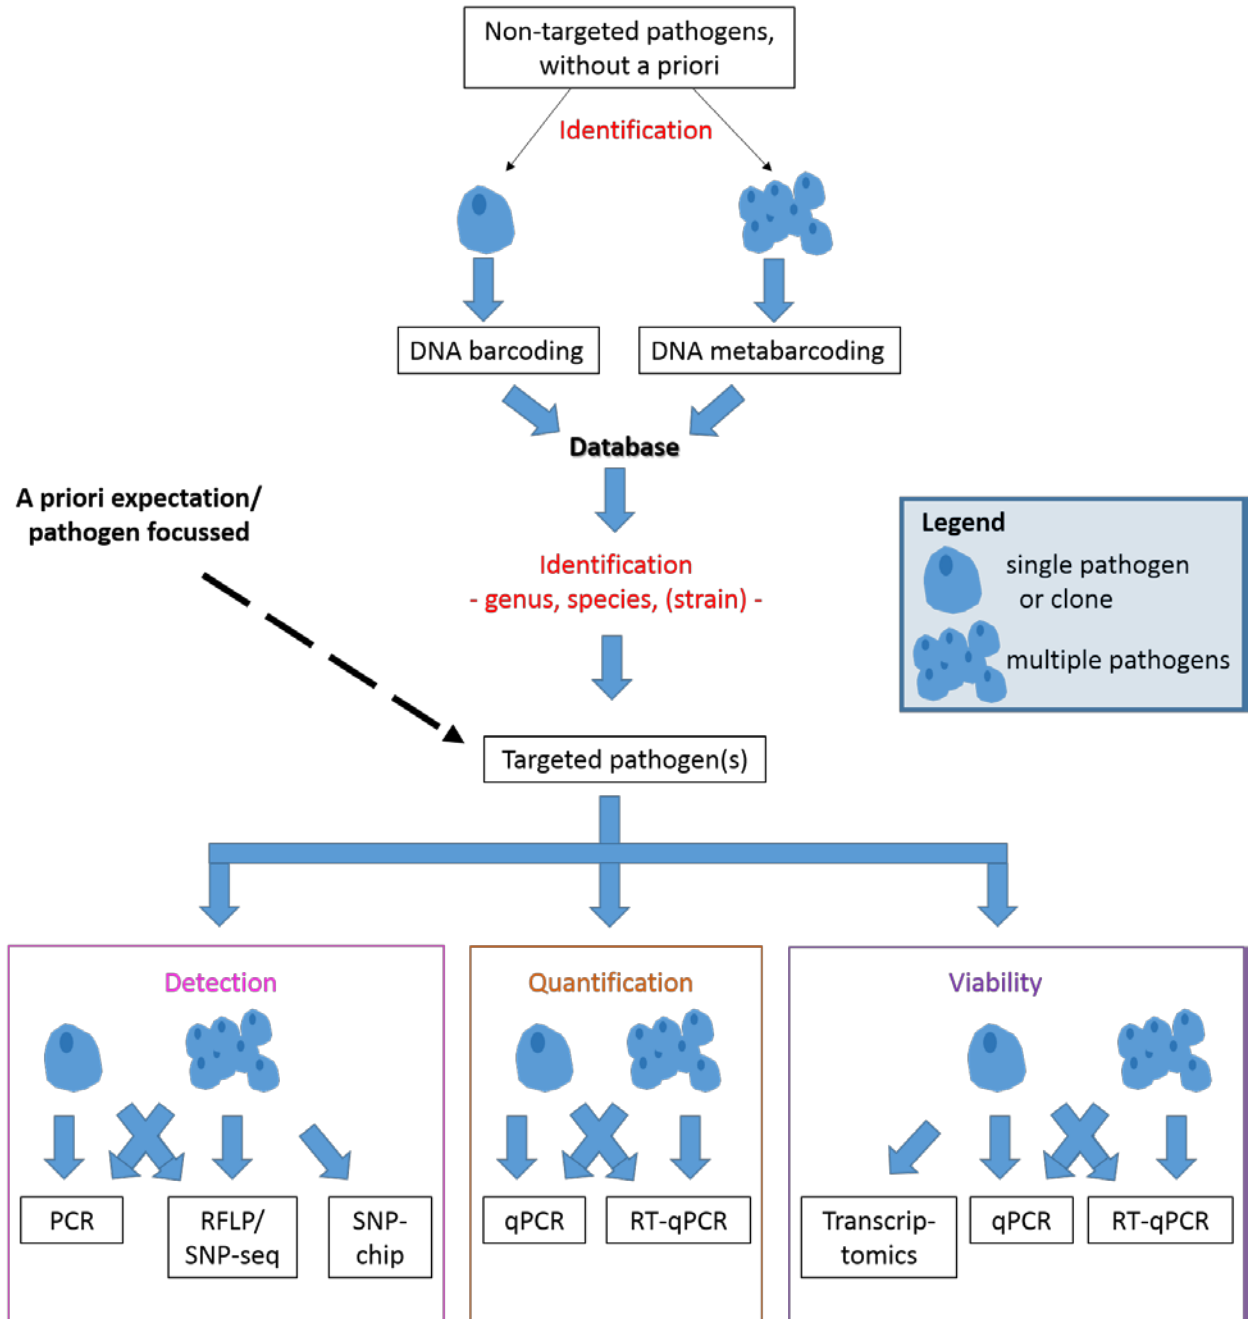 Non-targeted pathogens,
without a priori
Identification
DNA barcoding
DNA metabarcoding
Database
A priori expectation/
pathogen focussed
Identification
- genus, species, (strain) -
Legend
single pathogen
or clone
multiple pathogens
Targeted pathogen(s)
Detection
PCR
RFLP/
SNP-seq
SNP-
chip
Quantification
qPCR
RT-qPCR
Viability
Transcrip-
tomics
qPCR
RT-qPCR